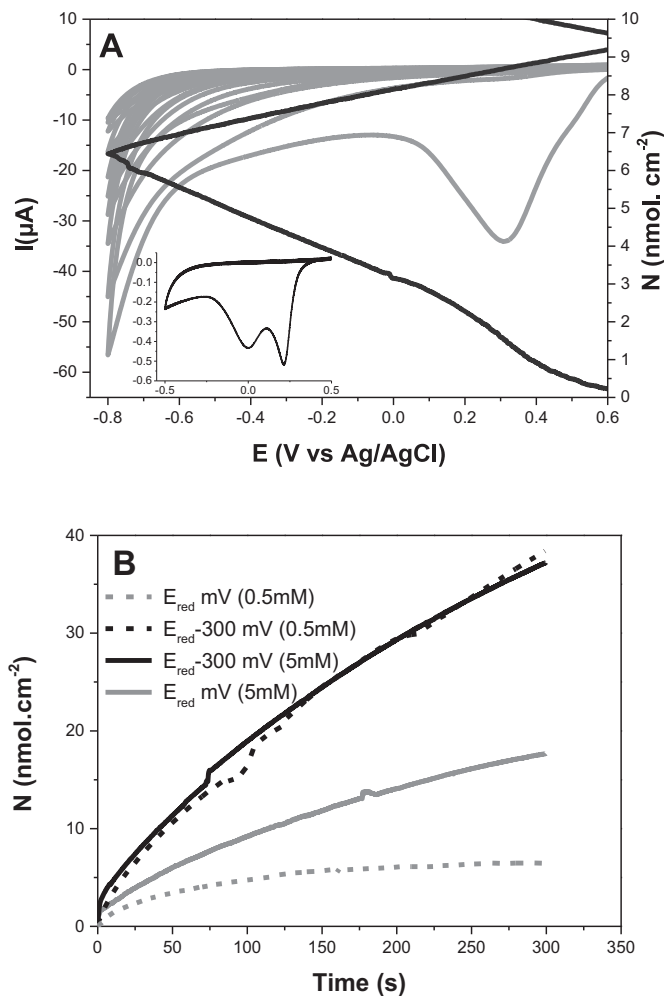 A
10
0
-10
-20
-30
-40
-50
-60
I(µA)
10
9
8
7
6
5
4
3
2
1
0
N (nmol. cm-2)
0.0
-0.1
-0.2
-0.3
-0.4
-0.5
-0.6
-0.5 0.0 0.5
-0.8 -0.6 -0.4 -0.2 0.0 0.2 0.4 0.6
E (V vs Ag/AgCl)
B
40
30
20
10
0
N (nmol.cm-2)
Ered mV (0.5mM)
Ered-300 mV (0.5mM)
Ered-300 mV (5mM)
Ered mV (5mM)
0 50 100 150 200 250 300 350
Time (s)